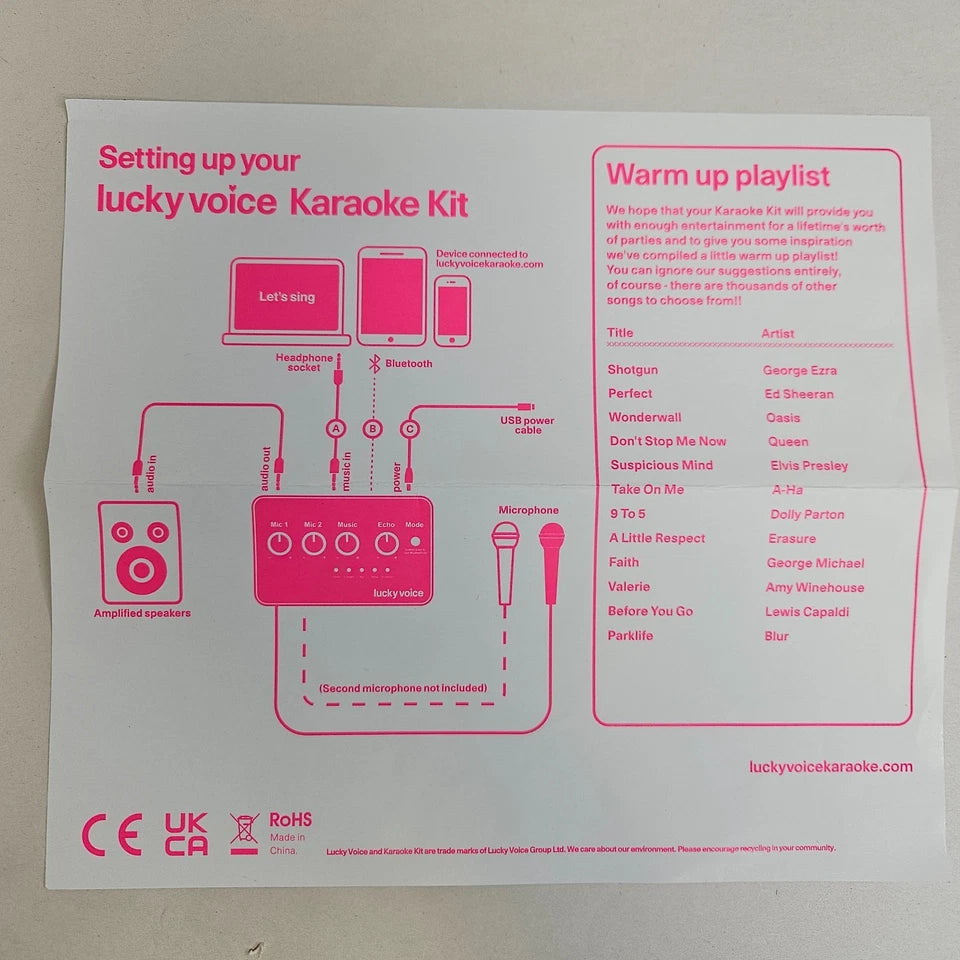 Setting up your
lucky voice Karaoke Kit
Device connected to
luckyvoicekaraoke.com
Let's sing
Headphone
socket
Bluetooth
A
B
C
USB power
cable
audio in
audio out
music in
power
Mic 1
Mic 2
Music
Echo
Mode
lucky voice
Microphone
Amplified speakers
(Second microphone not included)
Warm up playlist
We hope that your Karaoke Kit will provide you
with enough entertainment for a lifetime's worth
of parties and to give you some inspiration
we've compiled a little warm up playlist!
You can ignore our suggestions entirely,
of course - there are thousands of other
songs to choose from!!
Title Artist
Shotgun George Ezra
Perfect Ed Sheeran
Wonderwall Oasis
Don't Stop Me Now Queen
Suspicious Mind Elvis Presley
Take On Me A-Ha
9 To 5 Dolly Parton
A Little Respect Erasure
Faith George Michael
Valerie Amy Winehouse
Before You Go Lewis Capaldi
Parklife Blur
luckyvoicekaraoke.com
CE
UK
CA
RoHS
Made in
China.
Lucky Voice and Karaoke Kit are trade marks of Lucky Voice Group Ltd. We care about our environment. Please encourage recycling in your community.